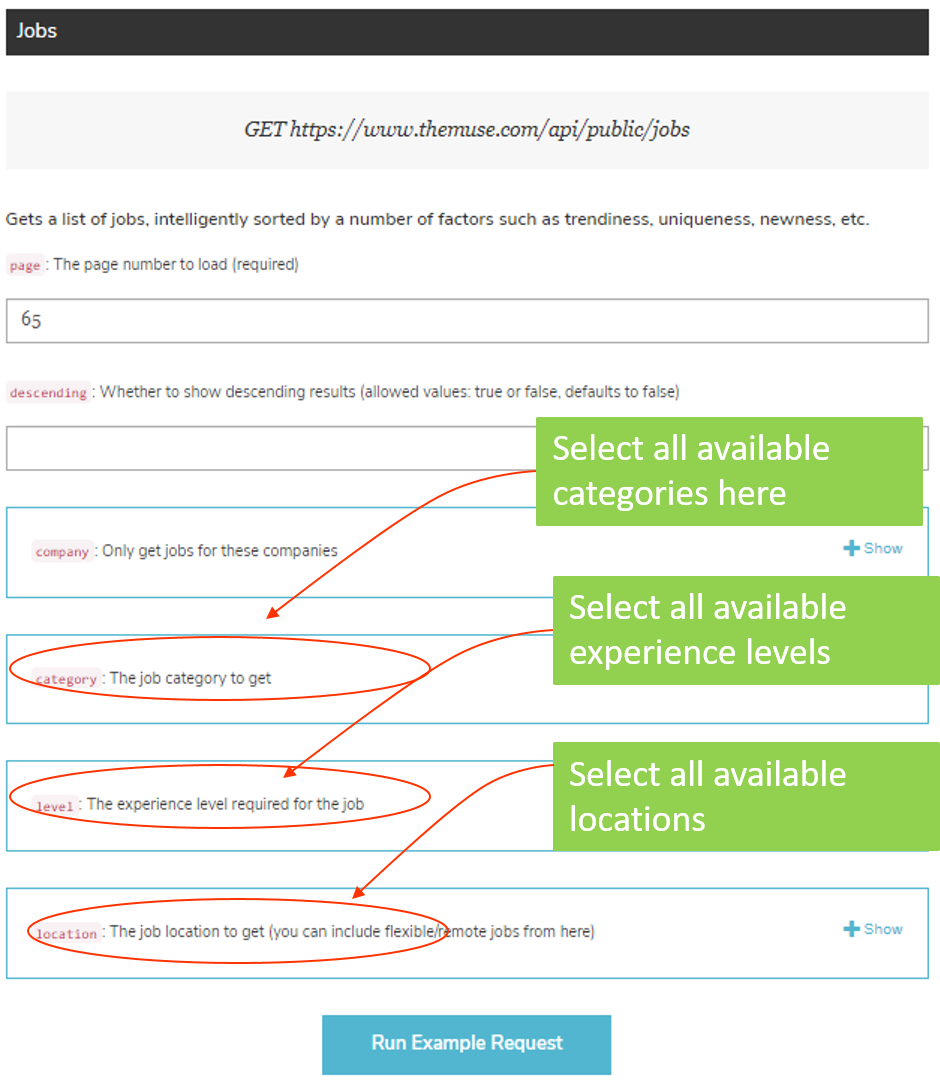 Jobs
GET https://www.themuse.com/api/public/jobs
Gets a list of jobs, intelligently sorted by a number of factors such as trendiness, uniqueness, newness, etc.
page : The page number to load (required)
65
descending : Whether to show descending results (allowed values: true or false, defaults to false)
Select all available
categories here
company : Only get jobs for these companies
Show
Select all available
experience levels
category : The job category to get
Select all available
locations
level : The experience level required for the job
location : The job location to get (you can include flexible/remote jobs from here)
Show
Run Example Request